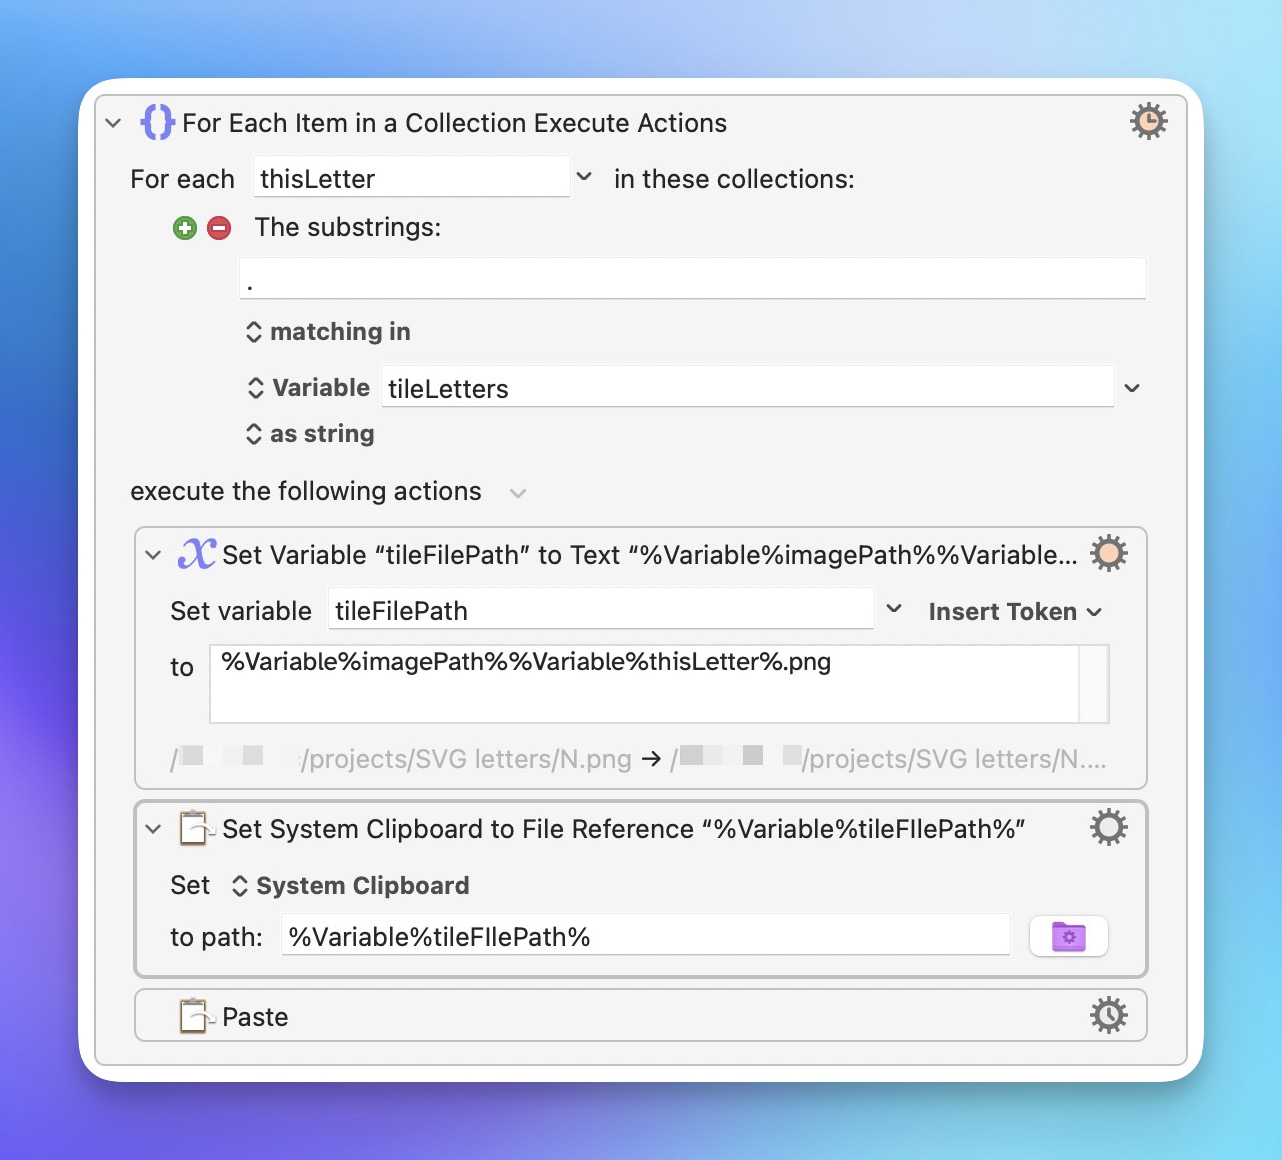 For Each Item in a Collection Execute Actions
For each thisLetter in these collections:
The substrings:
.
matching in
Variable tileLetters
as string
execute the following actions
Set Variable “tileFilePath” to Text “%Variable%imagePath%%Variable...
Set variable tileFilePath Insert Token
to %Variable%imagePath%%Variable%thisLetter%.png
/ /projects/SVG letters/N.png → / /projects/SVG letters/N....
Set System Clipboard to File Reference “%Variable%tileFIlePath%”
Set System Clipboard
to path: %Variable%tileFIlePath%
Paste